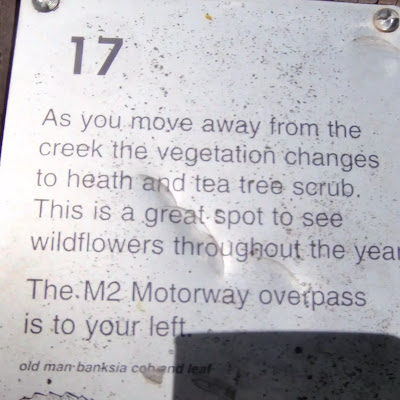 17
As you move away from the
creek the vegetation changes
to heath and tea tree scrub.
This is a great spot to see
wildflowers throughout the year
The M2 Motorway overpass
is to your left.
old man banksia cob and leaf